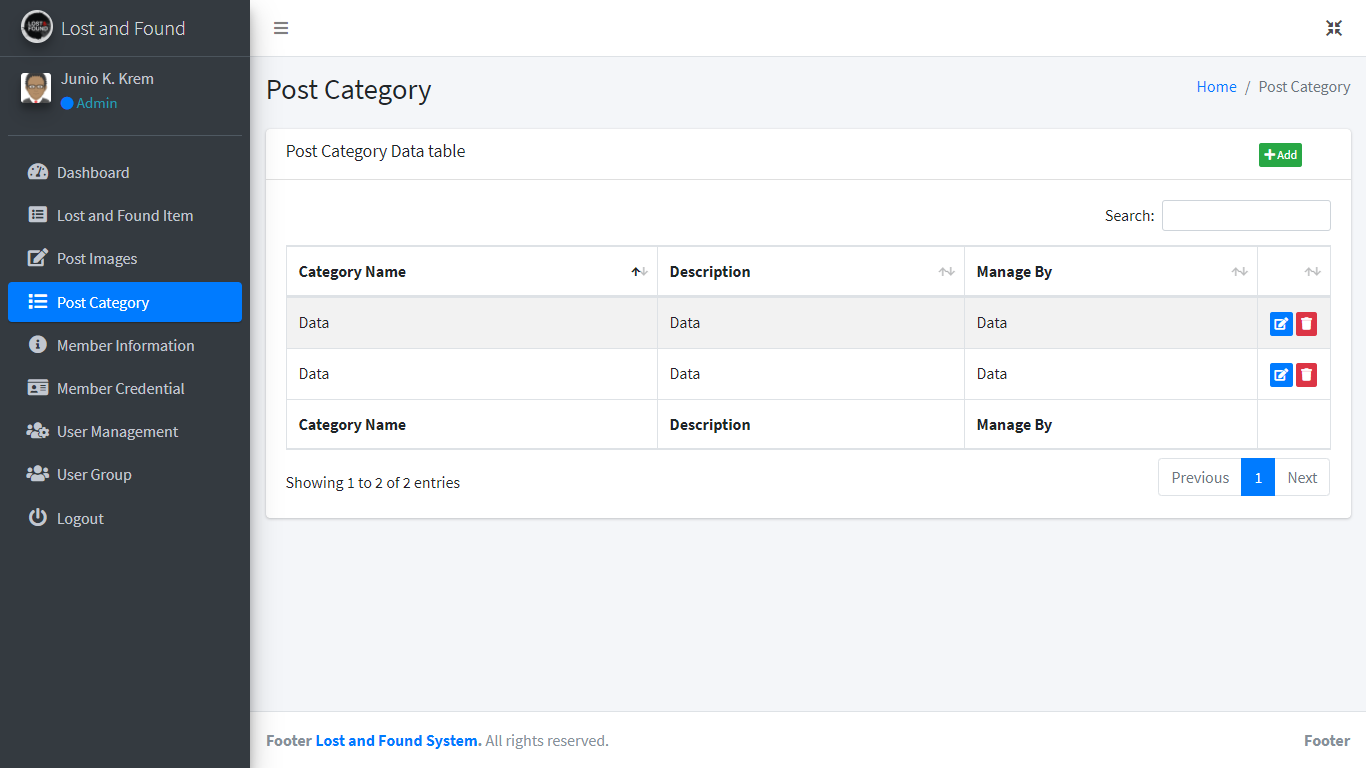 LOST
FOUND
Lost and Found
Junio K. Krem
Admin
Dashboard
Lost and Found Item
Post Images
Post Category
Member Information
Member Credential
User Management
User Group
Logout
Post Category
Home / Post Category
Post Category Data table
Add
Search:
Category Name Description Manage By
Data Data Data
Data Data Data
Category Name Description Manage By
Showing 1 to 2 of 2 entries
Previous 1 Next
Footer Lost and Found System. All rights reserved.
Footer